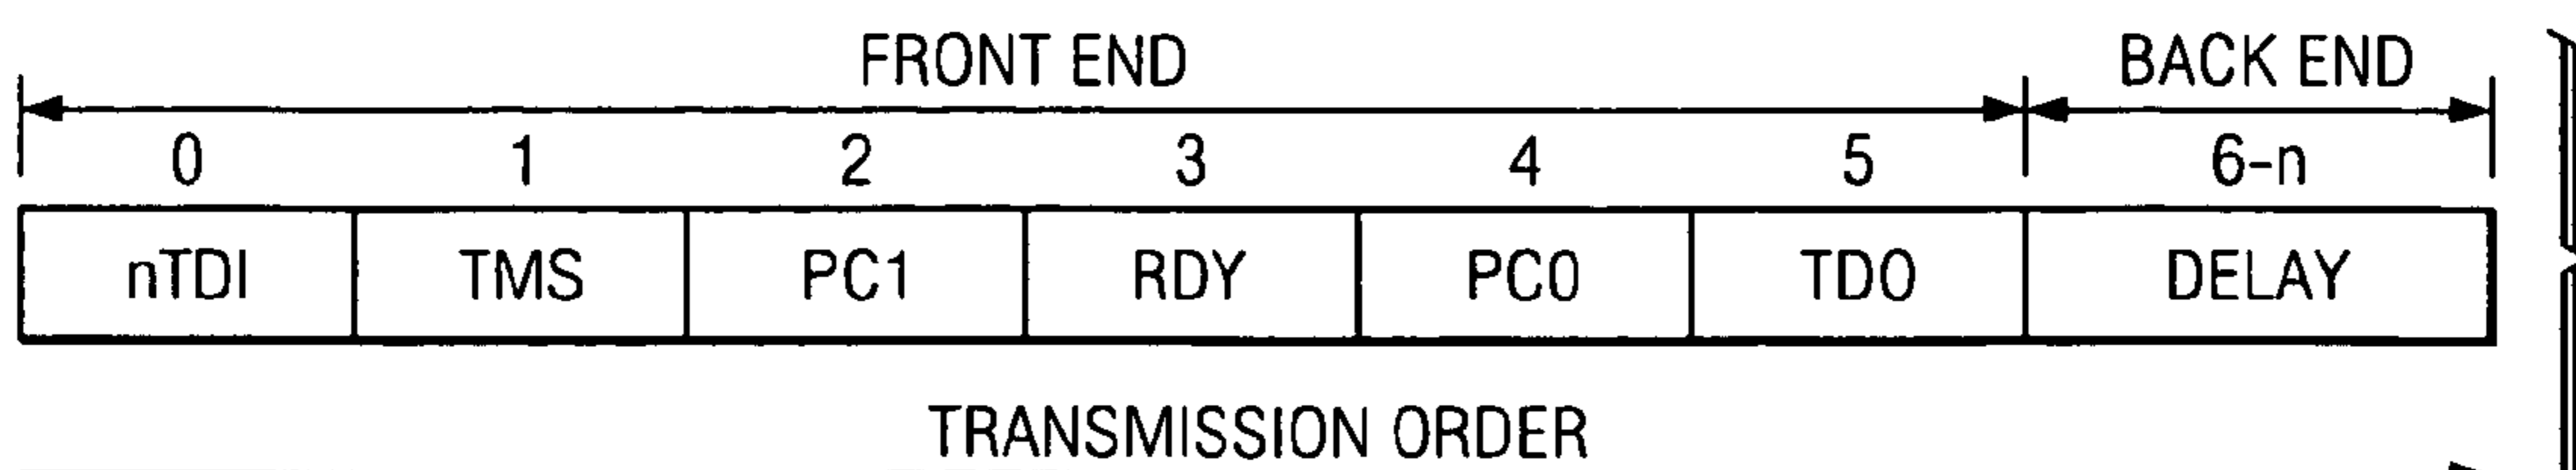 FRONT END BACK END
0 1 2 3 4 5 6-n
nTDI TMS PC1 RDY PC0 TDO DELAY
TRANSMISSION ORDER